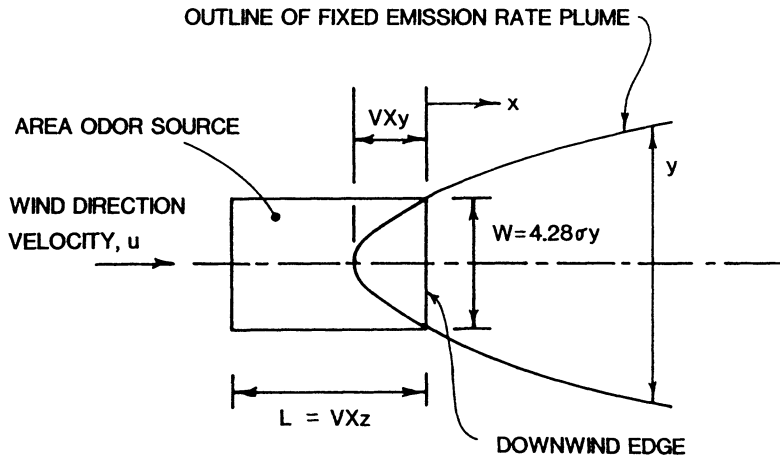 OUTLINE OF FIXED EMISSION RATE PLUME
x
VXy
AREA ODOR SOURCE
y
WIND DIRECTION
VELOCITY, u
W=4.28σy
L = VXz
DOWNWIND EDGE